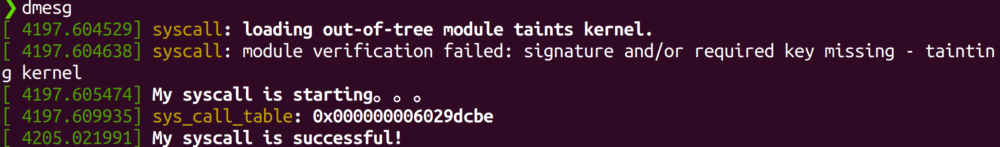 ❯ dmesg
[ 4197.604529] syscall: loading out-of-tree module taints kernel.
[ 4197.604638] syscall: module verification failed: signature and/or required key missing - taintin
g kernel
[ 4197.605474] My syscall is starting。。。
[ 4197.609935] sys_call_table: 0x000000006029dcbe
[ 4205.021991] My syscall is successful!